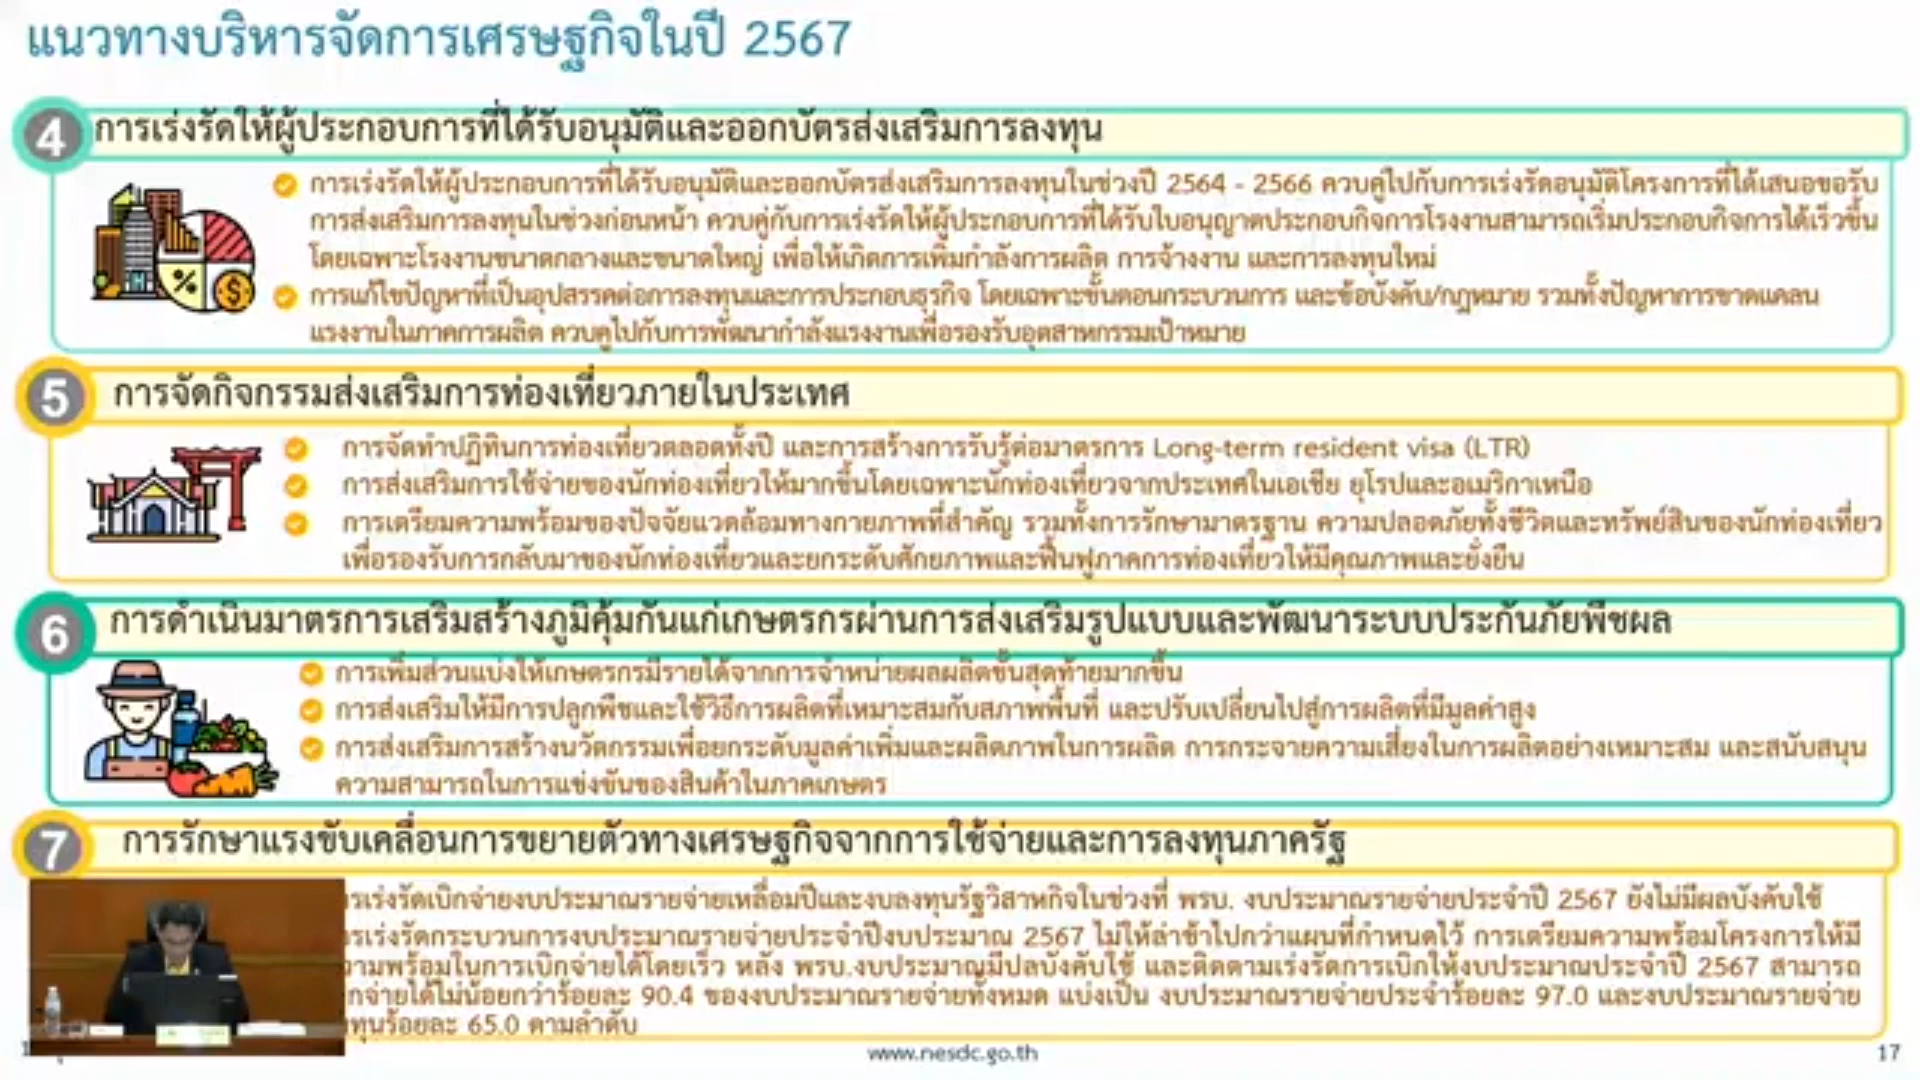 แนวทางบริหารจัดการเศรษฐกิจในปี 2567
4 การเร่งรัดให้ผู้ประกอบการที่ได้รับอนุมัติและออกบัตรส่งเสริมการลงทุน
การเร่งรัดให้ผู้ประกอบการที่ได้รับอนุมัติและออกบัตรส่งเสริมการลงทุนในช่วงปี 2564 - 2566 ควบคู่ไปกับการเร่งรัดอนุมัติโครงการที่ได้เสนอขอรับ
การส่งเสริมการลงทุนในช่วงก่อนหน้า ควบคู่กับการเร่งรัดให้ผู้ประกอบการที่ได้รับใบอนุญาตประกอบกิจการโรงงานสามารถเริ่มประกอบกิจการได้เร็วขึ้น
โดยเฉพาะโรงงานขนาดกลางและขนาดใหญ่ เพื่อให้เกิดการเพิ่มกำลังการผลิต การจ้างงาน และการลงทุนใหม่
การแก้ไขปัญหาที่เป็นอุปสรรคต่อการลงทุนและการประกอบธุรกิจ โดยเฉพาะขั้นตอนกระบวนการ และข้อบังคับ/กฎหมาย รวมทั้งปัญหาการขาดแคลน
แรงงานในภาคการผลิต ควบคู่ไปกับการพัฒนากำลังแรงงานเพื่อรองรับอุตสาหกรรมเป้าหมาย
5 การจัดกิจกรรมส่งเสริมการท่องเที่ยวภายในประเทศ
การจัดทำปฏิทินการท่องเที่ยวตลอดทั้งปี และการสร้างการรับรู้ต่อมาตรการ Long-term resident visa (LTR)
การส่งเสริมการใช้จ่ายของนักท่องเที่ยวให้มากขึ้นโดยเฉพาะนักท่องเที่ยวจากประเทศในเอเชีย ยุโรปและอเมริกาเหนือ
การเตรียมความพร้อมของปัจจัยแวดล้อมทางกายภาพที่สำคัญ รวมทั้งการรักษามาตรฐาน ความปลอดภัยทั้งชีวิตและทรัพย์สินของนักท่องเที่ยว
เพื่อรองรับการกลับมาของนักท่องเที่ยวและยกระดับศักยภาพและฟื้นฟูภาคการท่องเที่ยวให้มีคุณภาพและยั่งยืน
6 การดำเนินมาตรการเสริมสร้างภูมิคุ้มกันแก่เกษตรกรผ่านการส่งเสริมรูปแบบและพัฒนาระบบประกันภัยพืชผล
การเพิ่มส่วนแบ่งให้เกษตรกรมีรายได้จากการจำหน่ายผลผลิตขั้นสุดท้ายมากขึ้น
การส่งเสริมให้มีการปลูกพืชและใช้วิธีการผลิตที่เหมาะสมกับสภาพพื้นที่ และปรับเปลี่ยนไปสู่การผลิตที่มีมูลค่าสูง
การส่งเสริมการสร้างนวัตกรรมเพื่อยกระดับมูลค่าเพิ่มและผลิตภาพในการผลิต การกระจายความเสี่ยงในการผลิตอย่างเหมาะสม และสนับสนุน
ความสามารถในการแข่งขันของสินค้าในภาคเกษตร
7 การรักษาแรงขับเคลื่อนการขยายตัวทางเศรษฐกิจจากการใช้จ่ายและการลงทุนภาครัฐ
รเร่งรัดเบิกจ่ายงบประมาณรายจ่ายเหลื่อมปีและงบลงทุนรัฐวิสาหกิจในช่วงที่ พรบ. งบประมาณรายจ่ายประจำปี 2567 ยังไม่มีผลบังคับใช้
รเร่งรัดกระบวนการงบประมาณรายจ่ายประจำปีงบประมาณ 2567 ไม่ให้ล่าช้าไปกว่าแผนที่กำหนดไว้ การเตรียมความพร้อมโครงการให้มี
วามพร้อมในการเบิกจ่ายได้โดยเร็ว หลัง พรบ.งบประมาณมีปลบังคับใช้ และติดตามเร่งรัดการเบิกให้งบประมาณประจำปี 2567 สามารถ
กจ่ายได้ไม่น้อยกว่าร้อยละ 90.4 ของงบประมาณรายจ่ายทั้งหมด แบ่งเป็น งบประมาณรายจ่ายประจำร้อยละ 97.0 และงบประมาณรายจ่าย
ทุนร้อยละ 65.0 ตามลำดับ
www.nesdc.go.th
17